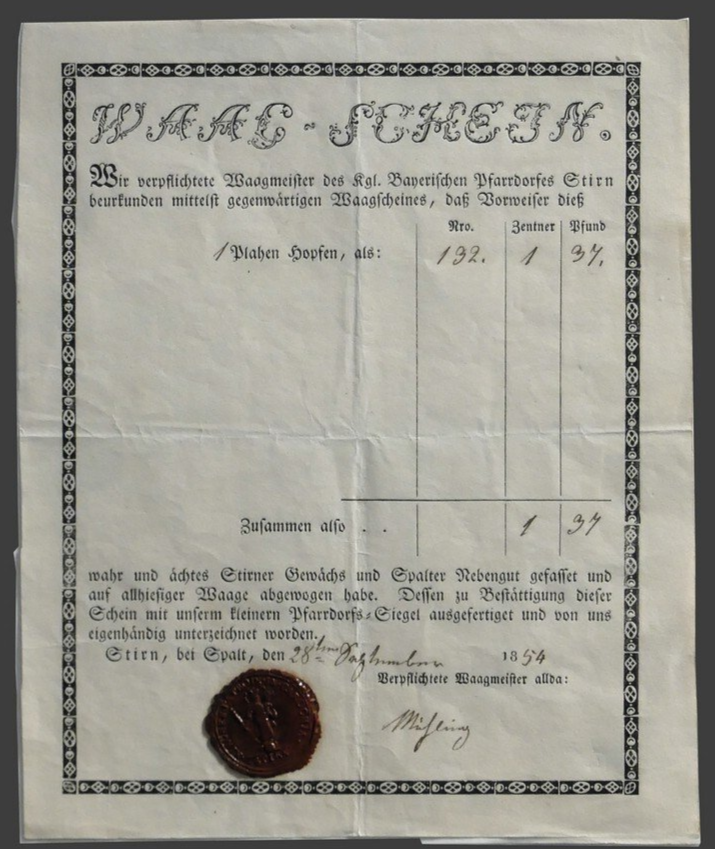 WAAG-SCHEIN.
Wir verpflichtete Waagmeister des Kgl. Bayerischen Pfarrdorfes Stirn
beurkunden mittelst gegenwärtigen Waagscheines, daß Vorweiser dieß
Nro. Zentner Pfund
1 Plahen Hopfen, als: 132. 1 37.
Zusammen also . . 1 37
wahr und ächtes Stirner Gewächs und Spalter Nebengut gefasset und
auf allhiesiger Waage abgewogen habe. Dessen zu Bestättigung dieser
Schein mit unserm kleinern Pfarrdorfs-Siegel ausgefertiget und von uns
eigenhändig unterzeichnet worden.
Stirn, bei Spalt, den 28ten September 1854
Verpflichtete Waagmeister allda: